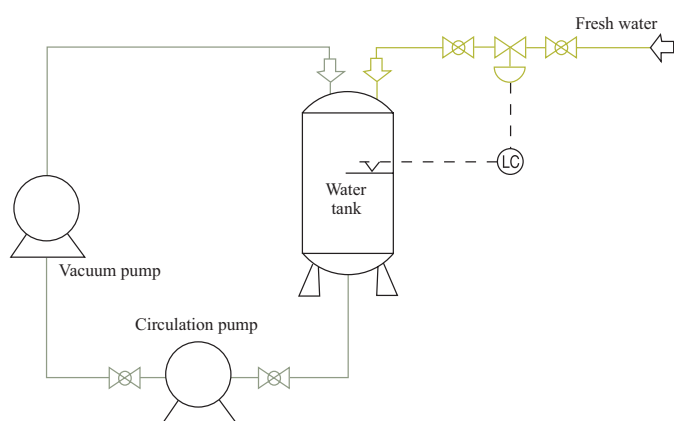 Fresh water
LC
Water
tank
Vacuum pump
Circulation pump